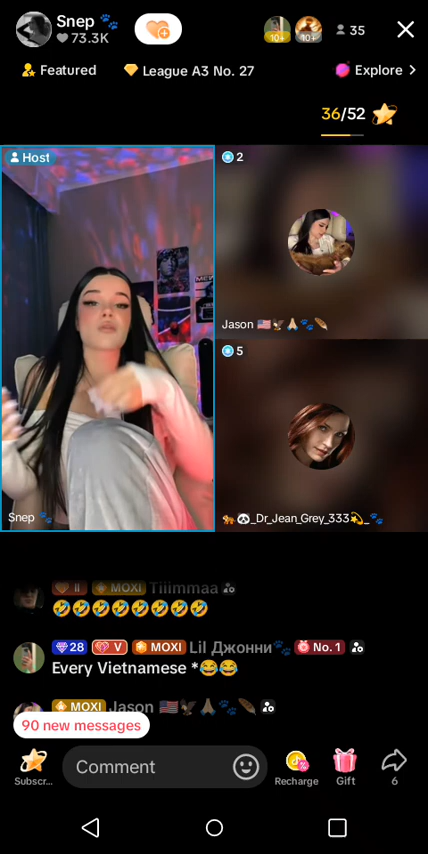 Snep 🐾
73.3K
10+
10+
35
Featured
League A3 No. 27
Explore
36/52
Host
2
Jason 🇺🇸🦅🙏🏼🐾🪶
5
Snep 🐾
🐅🐼_Dr_Jean_Grey_333💫_🐾
II MOXI Tiiimmaa
🤣🤣🤣🤣🤣🤣🤣🤣
28 V MOXI Lil Джонни🐾 No. 1
Every Vietnamese *😂😂
MOXI Jason 🇺🇸🦅🙏🏼🐾🪶
90 new messages
Subscr...
Comment
Recharge
Gift
6